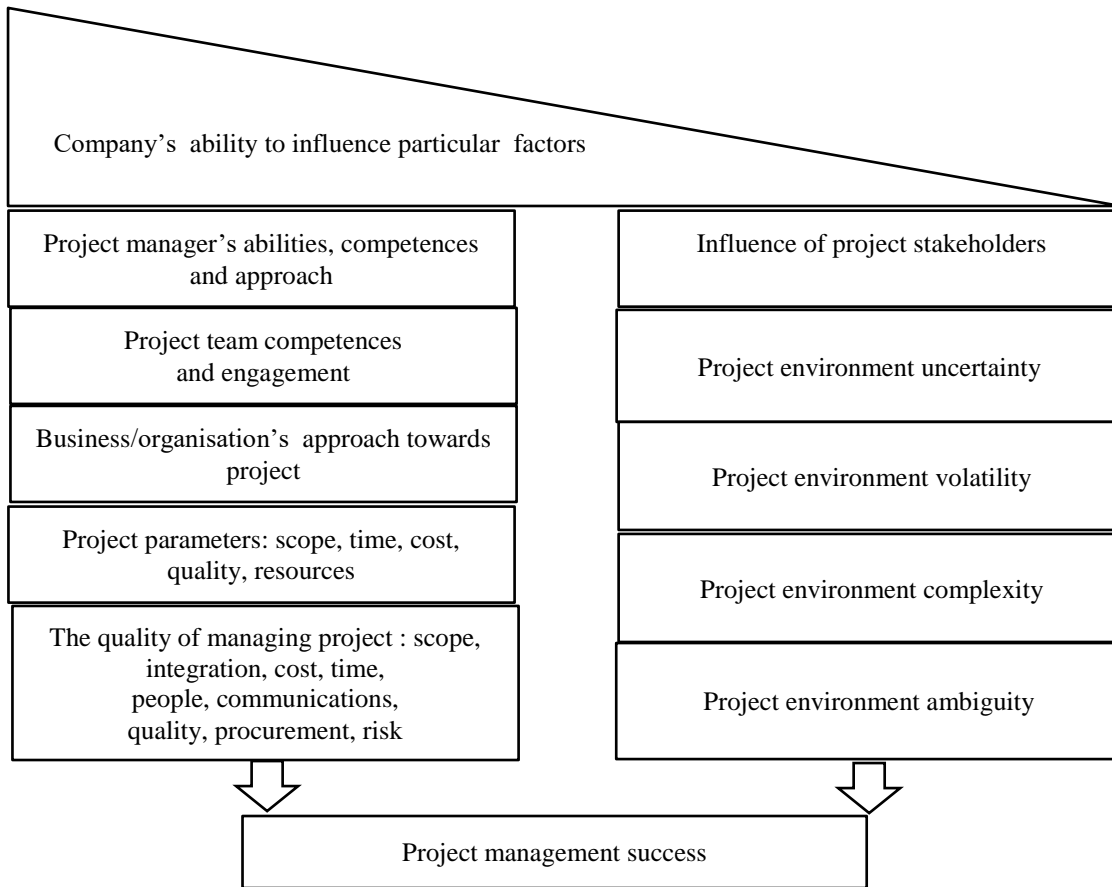 Company’s ability to influence particular factors
Project manager’s abilities, competences
and approach
Project team competences
and engagement
Business/organisation’s approach towards
project
Project parameters: scope, time, cost,
quality, resources
The quality of managing project : scope,
integration, cost, time,
people, communications,
quality, procurement, risk
Influence of project stakeholders
Project environment uncertainty
Project environment volatility
Project environment complexity
Project environment ambiguity
Project management success